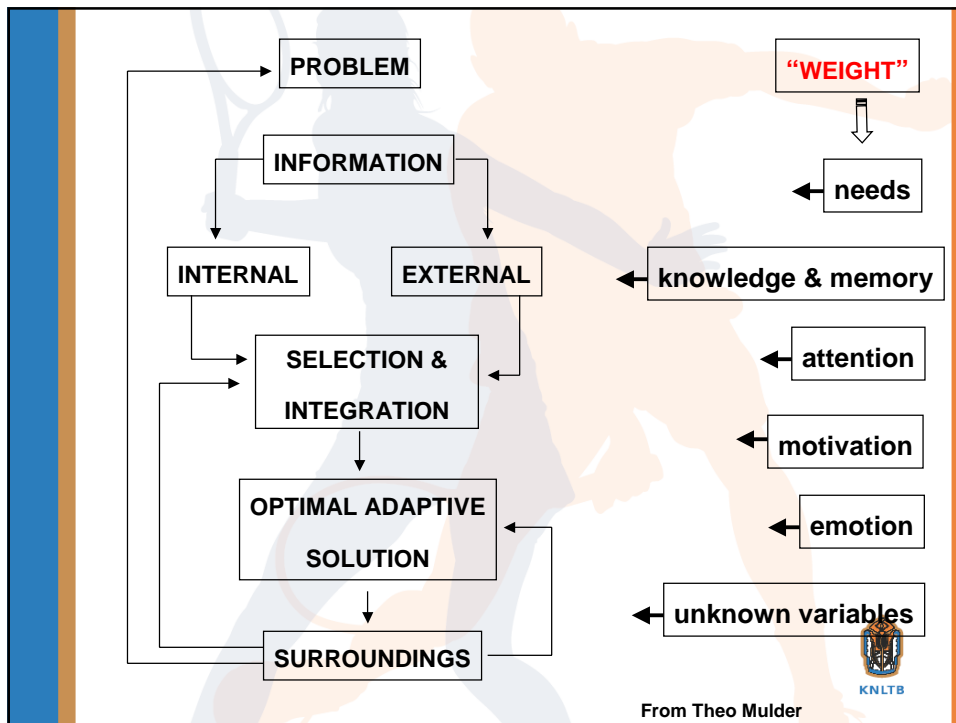 PROBLEM
“WEIGHT”
INFORMATION
needs
INTERNAL
EXTERNAL
knowledge & memory
SELECTION &
INTEGRATION
attention
motivation
OPTIMAL ADAPTIVE
SOLUTION
emotion
unknown variables
SURROUNDINGS
KNLTB
From Theo Mulder